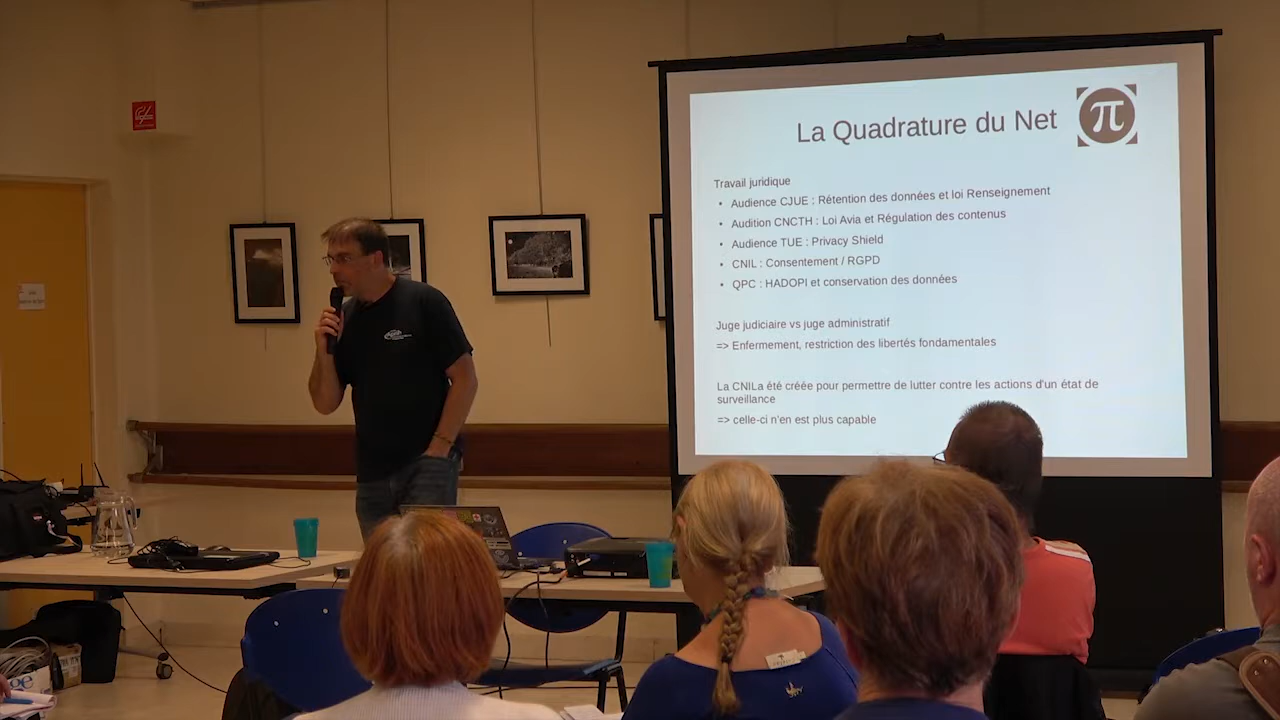 La Quadrature du Net
π
Travail juridique
• Audience CJUE : Rétention des données et loi Renseignement
• Audition CNCTH : Loi Avia et Régulation des contenus
• Audience TUE : Privacy Shield
• CNIL : Consentement / RGPD
• QPC : HADOPI et conservation des données
Juge judiciaire vs juge administratif
=> Enfermement, restriction des libertés fondamentales
La CNILa été créée pour permettre de lutter contre les actions d'un état de
surveillance
=> celle-ci n'en est plus capable